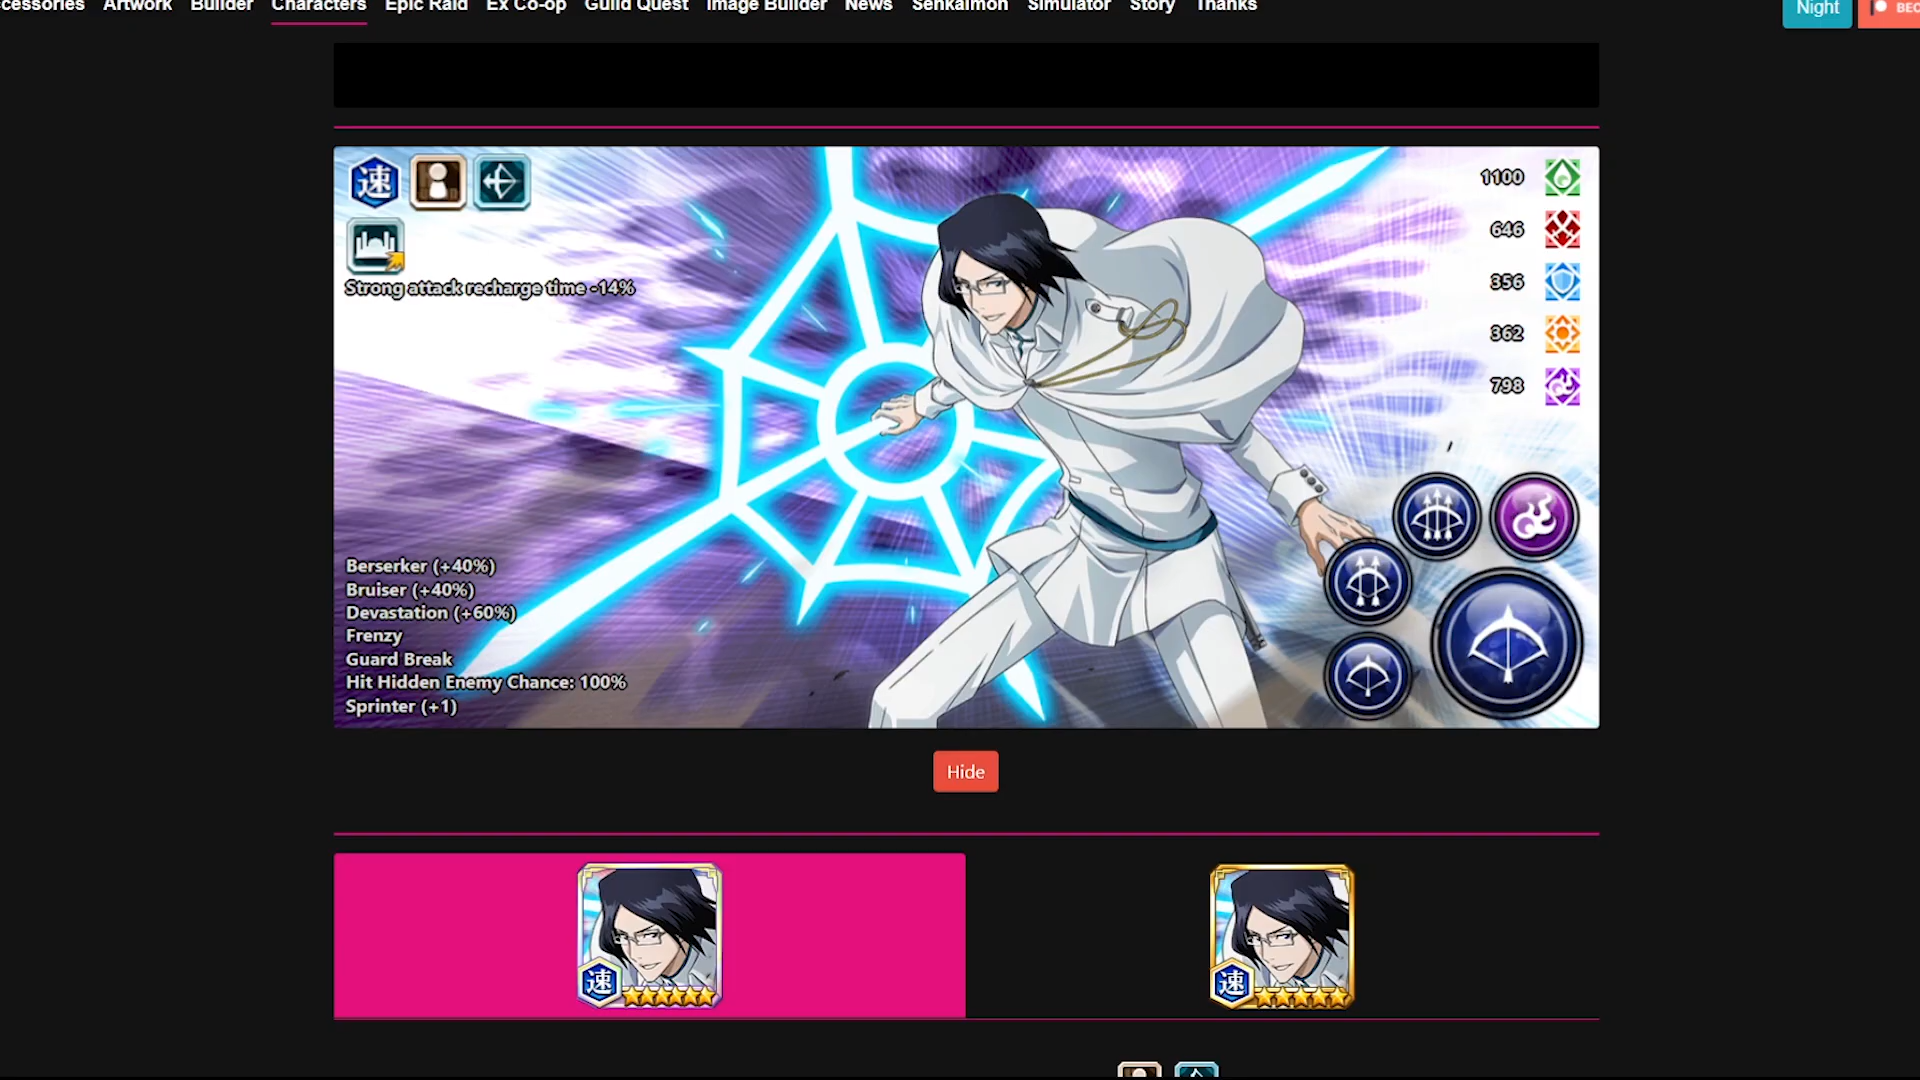 Artwork Builder Characters Epic Raid Ex Co-op Guild Quest Image Builder News Senkaimon Simulator Story Thanks
Night
速
Strong attack recharge time -14%
1100
646
356
362
798
Berserker (+40%)
Bruiser (+40%)
Devastation (+60%)
Frenzy
Guard Break
Hit Hidden Enemy Chance: 100%
Sprinter (+1)
Hide
速
速